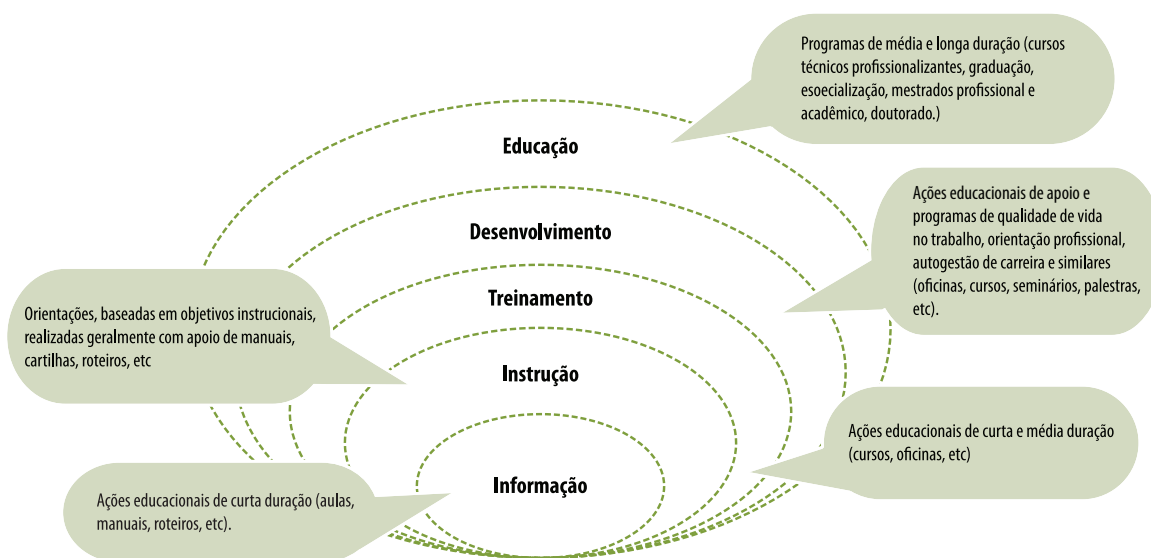 Programas de média e longa duração (cursos
técnicos profissionalizantes, graduação,
esoecialização, mestrados profissional e
acadêmico, doutorado.)
Educação
Ações educacionais de apoio e
programas de qualidade de vida
no trabalho, orientação profissional,
autogestão de carreira e similares
(oficinas, cursos, seminários, palestras,
etc).
Desenvolvimento
Treinamento
Orientações, baseadas em objetivos instrucionais,
realizadas geralmente com apoio de manuais,
cartilhas, roteiros, etc
Instrução
Ações educacionais de curta e média duração
(cursos, oficinas, etc)
Informação
Ações educacionais de curta duração (aulas,
manuais, roteiros, etc).